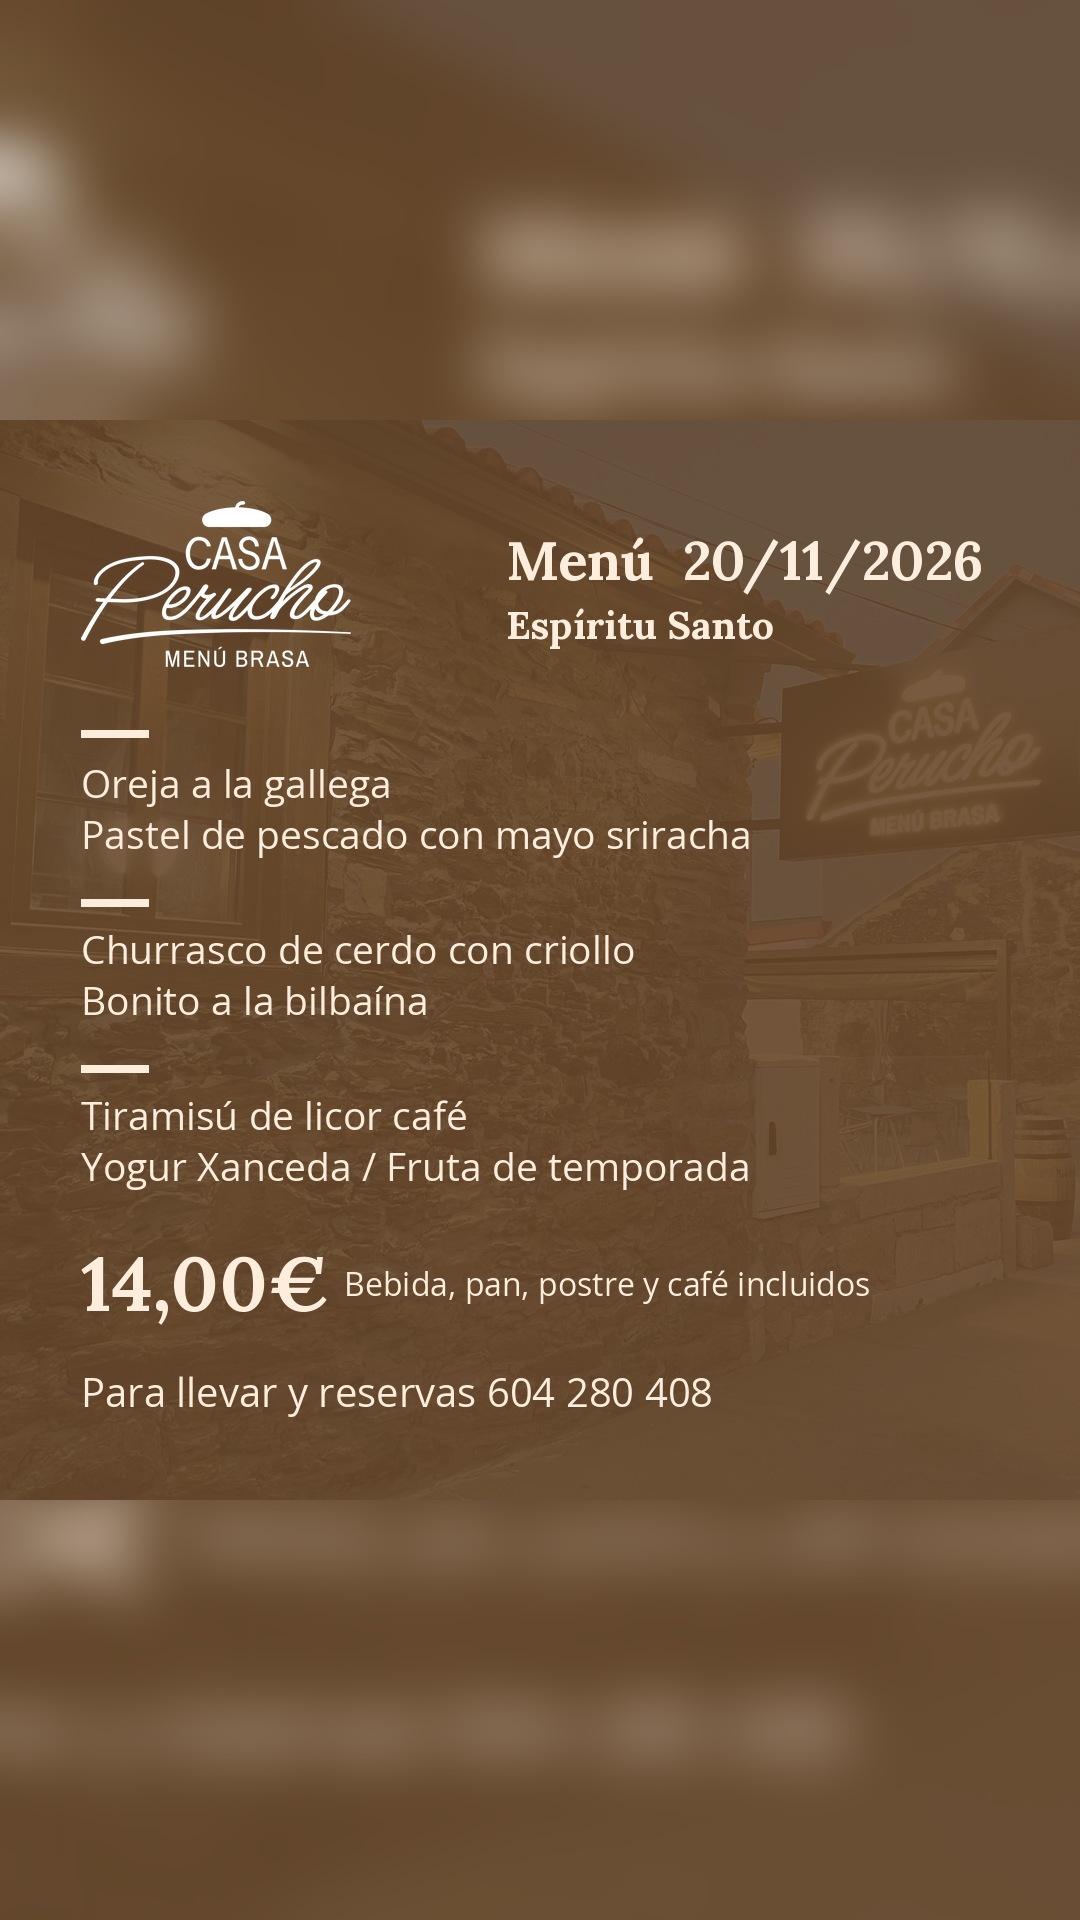 CASA
Perucho
MENÚ BRASA
Menú 20/11/2026
Espíritu Santo
CASA
Perucho
MENÚ BRASA
Oreja a la gallega
Pastel de pescado con mayo sriracha
Churrasco de cerdo con criollo
Bonito a la bilbaína
Tiramisú de licor café
Yogur Xanceda / Fruta de temporada
14,00€ Bebida, pan, postre y café incluidos
Para llevar y reservas 604 280 408